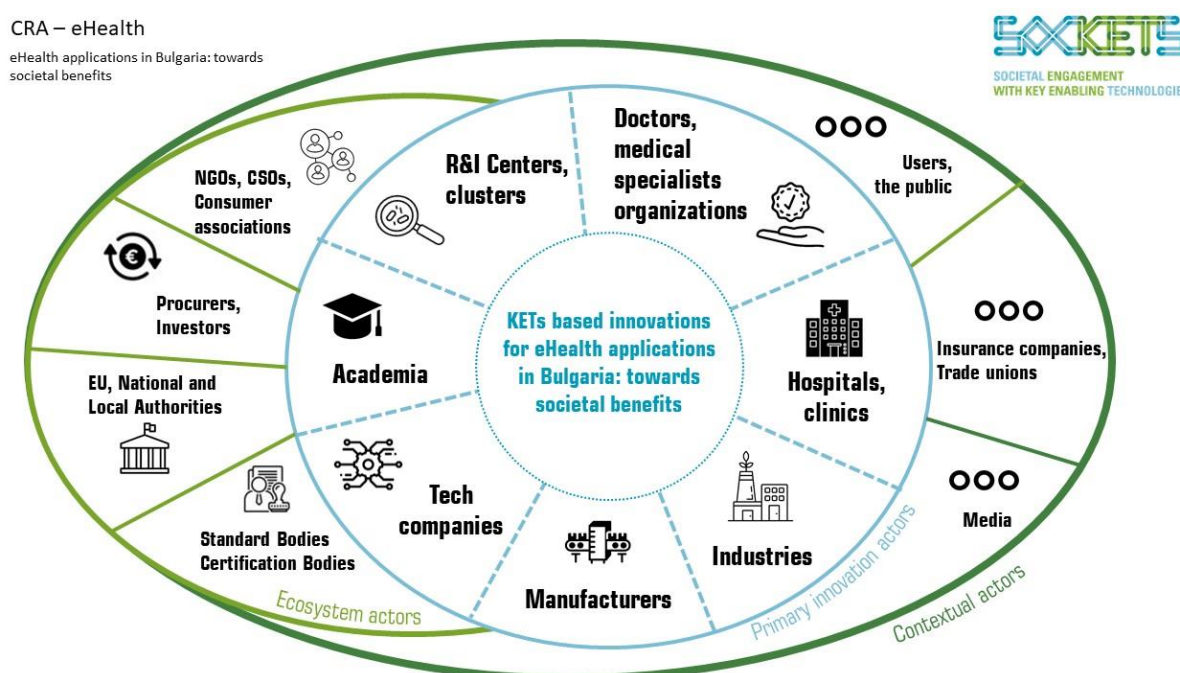 CRA – eHealth
eHealth applications in Bulgaria: towards
societal benefits
SOCKETS
SOCIETAL ENGAGEMENT
WITH KEY ENABLING TECHNOLOGIE
NGOs, CSOs,
Consumer
associations
R&I Centers,
clusters
Doctors,
medical
specialists
organizations
Users,
the public
Procurers,
Investors
Academia
KETs based innovations
for eHealth applications
in Bulgaria: towards
societal benefits
Hospitals,
clinics
Insurance companies,
Trade unions
EU, National and
Local Authorities
Tech
companies
Manufacturers
Industries
Media
Standard Bodies
Certification Bodies
Ecosystem actors
Primary innovation actors
Contextual actors